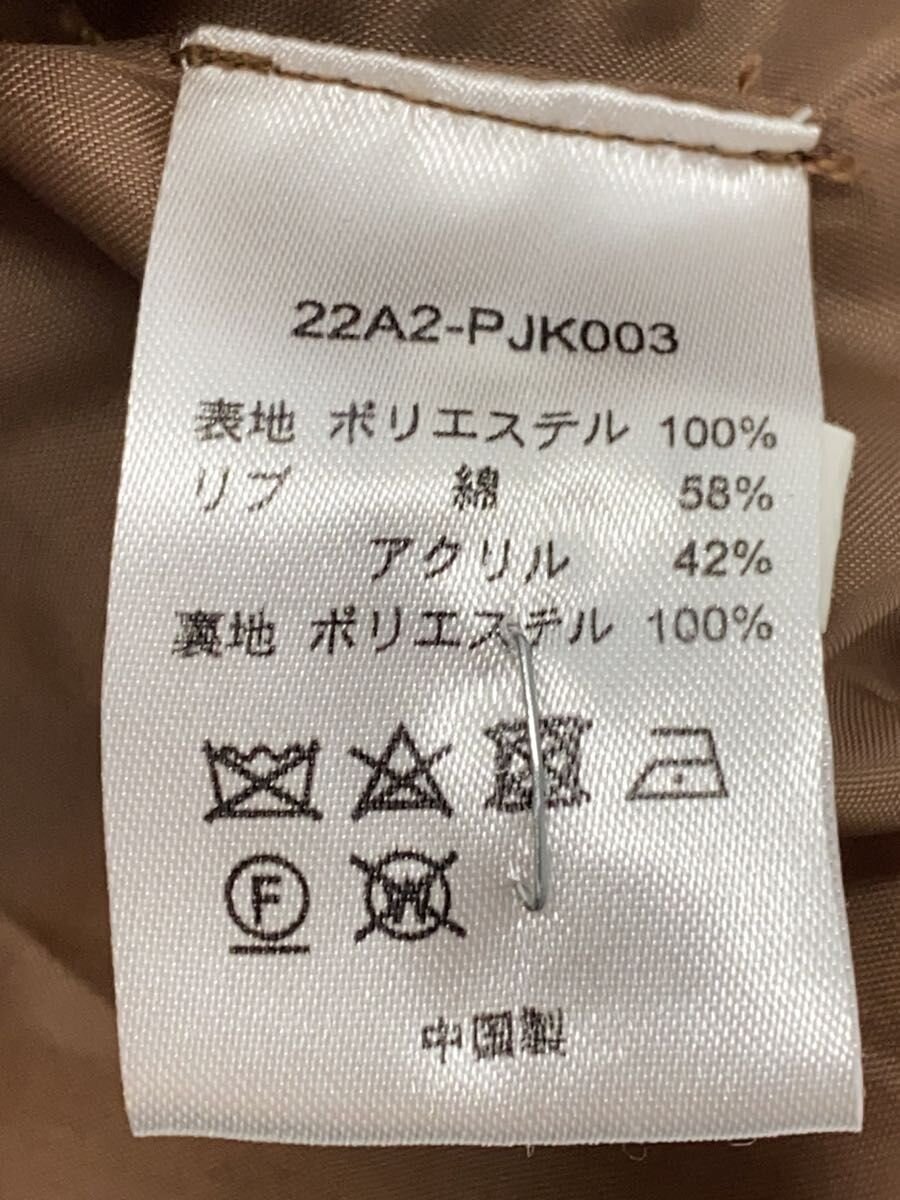 22A2-PJK003
表地 ポリエステル 100%
リブ 綿 58%
アクリル 42%
裏地 ポリエステル 100%
F W
中国製